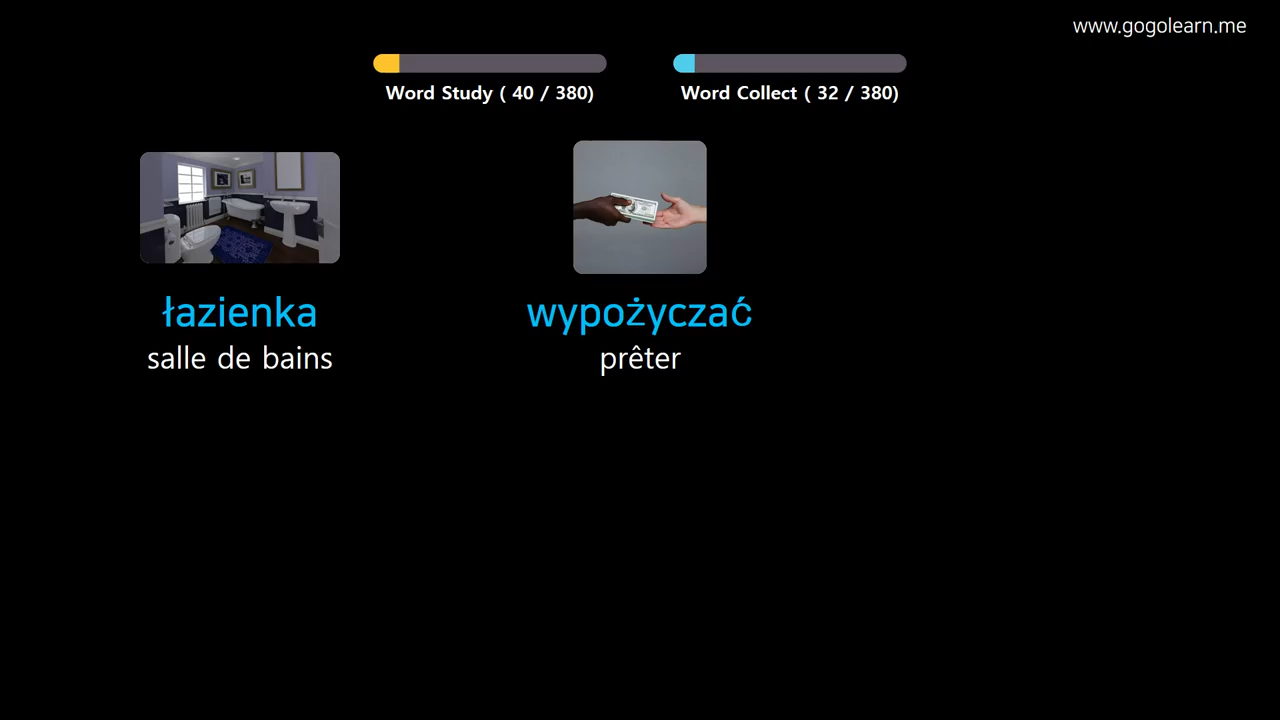 www.gogolearn.me
Word Study ( 40 / 380)
Word Collect ( 32 / 380)
łazienka
salle de bains
wypożyczać
prêter